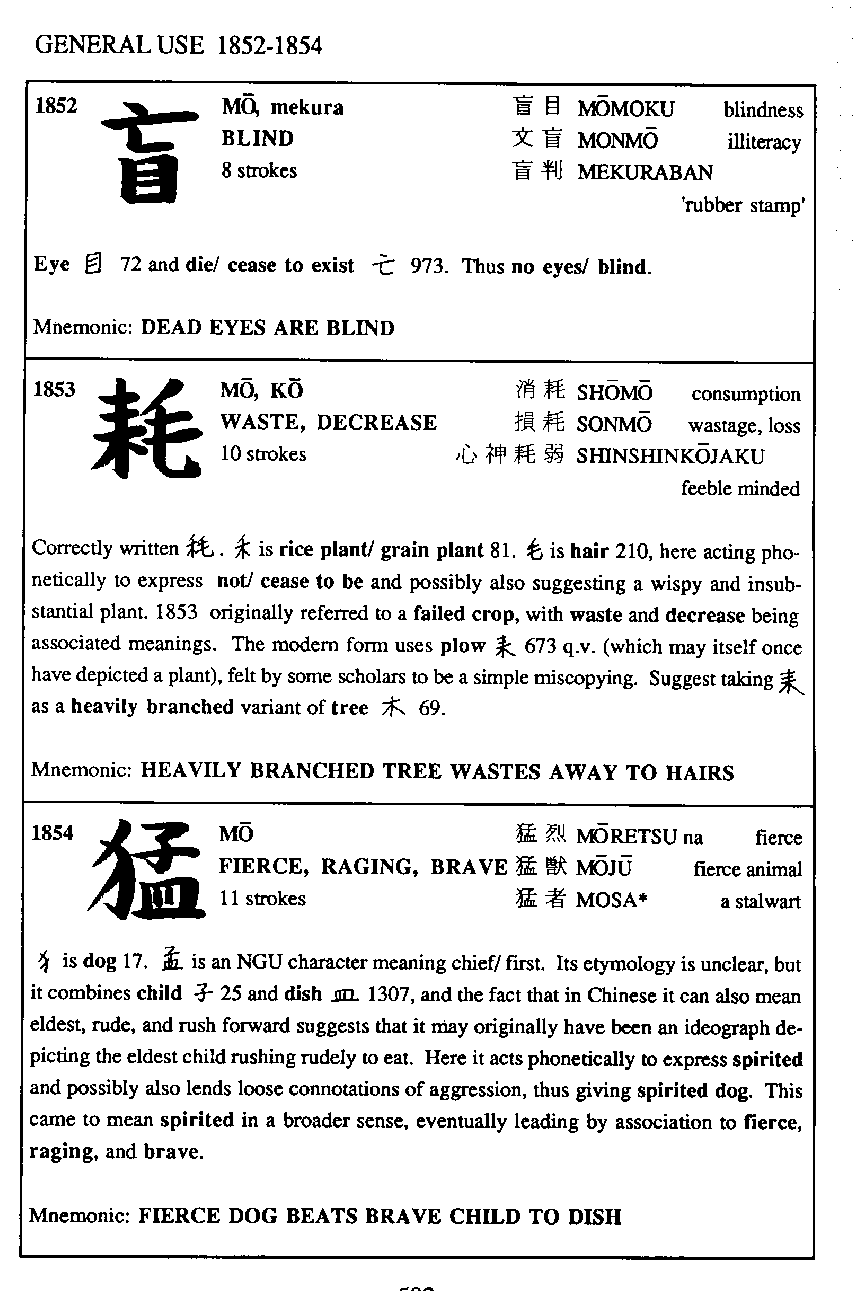 GENERAL USE 1852-1854
1852 盲 MŌ, mekura 盲目 MŌMOKU blindness
BLIND 文盲 MONMŌ illiteracy
8 strokes 盲判 MEKURABAN
'rubber stamp'
Eye 目 72 and die/ cease to exist 亡 973. Thus no eyes/ blind.
Mnemonic: DEAD EYES ARE BLIND
1853 耗 MŌ, KŌ 消耗 SHŌMŌ consumption
WASTE, DECREASE 損耗 SONMŌ wastage, loss
10 strokes 心神耗弱 SHINSHINKŌJAKU
feeble minded
Correctly written 秏. 禾 is rice plant/ grain plant 81. 毛 is hair 210, here acting pho-
netically to express not/ cease to be and possibly also suggesting a wispy and insub-
stantial plant. 1853 originally referred to a failed crop, with waste and decrease being
associated meanings. The modern form uses plow 耒 673 q.v. (which may itself once
have depicted a plant), felt by some scholars to be a simple miscopying. Suggest taking 耒
as a heavily branched variant of tree 木 69.
Mnemonic: HEAVILY BRANCHED TREE WASTES AWAY TO HAIRS
1854 猛 MŌ 猛烈 MŌRETSU na fierce
FIERCE, RAGING, BRAVE 猛獣 MŌJŪ fierce animal
11 strokes 猛者 MOSA* a stalwart
犭 is dog 17. 孟 is an NGU character meaning chief/ first. Its etymology is unclear, but
it combines child 子 25 and dish 皿 1307, and the fact that in Chinese it can also mean
eldest, rude, and rush forward suggests that it may originally have been an ideograph de-
picting the eldest child rushing rudely to eat. Here it acts phonetically to express spirited
and possibly also lends loose connotations of aggression, thus giving spirited dog. This
came to mean spirited in a broader sense, eventually leading by association to fierce,
raging, and brave.
Mnemonic: FIERCE DOG BEATS BRAVE CHILD TO DISH